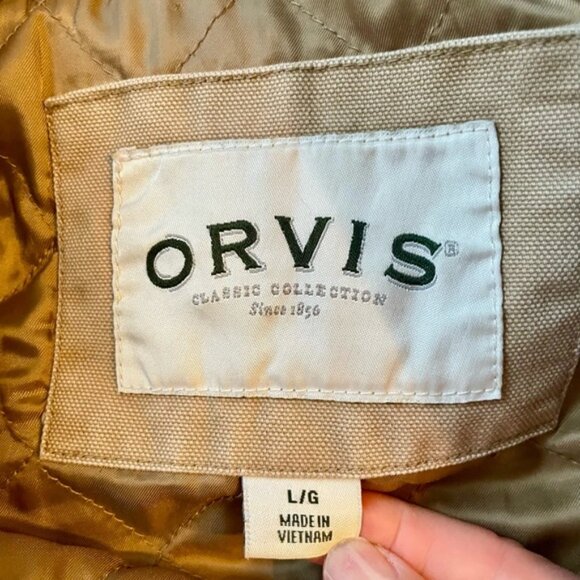 ORVIS®
CLASSIC COLLECTION
Since 1856
L/G
MADE IN
VIETNAM